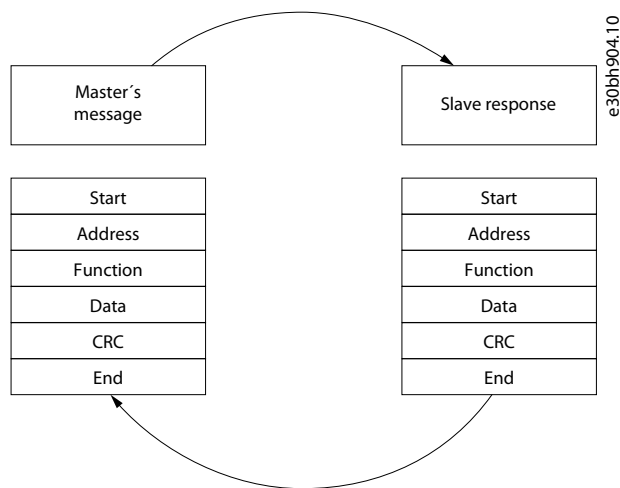 Master´s
message
Slave response
e30bh904.10
Start
Address
Function
Data
CRC
End
Start
Address
Function
Data
CRC
End